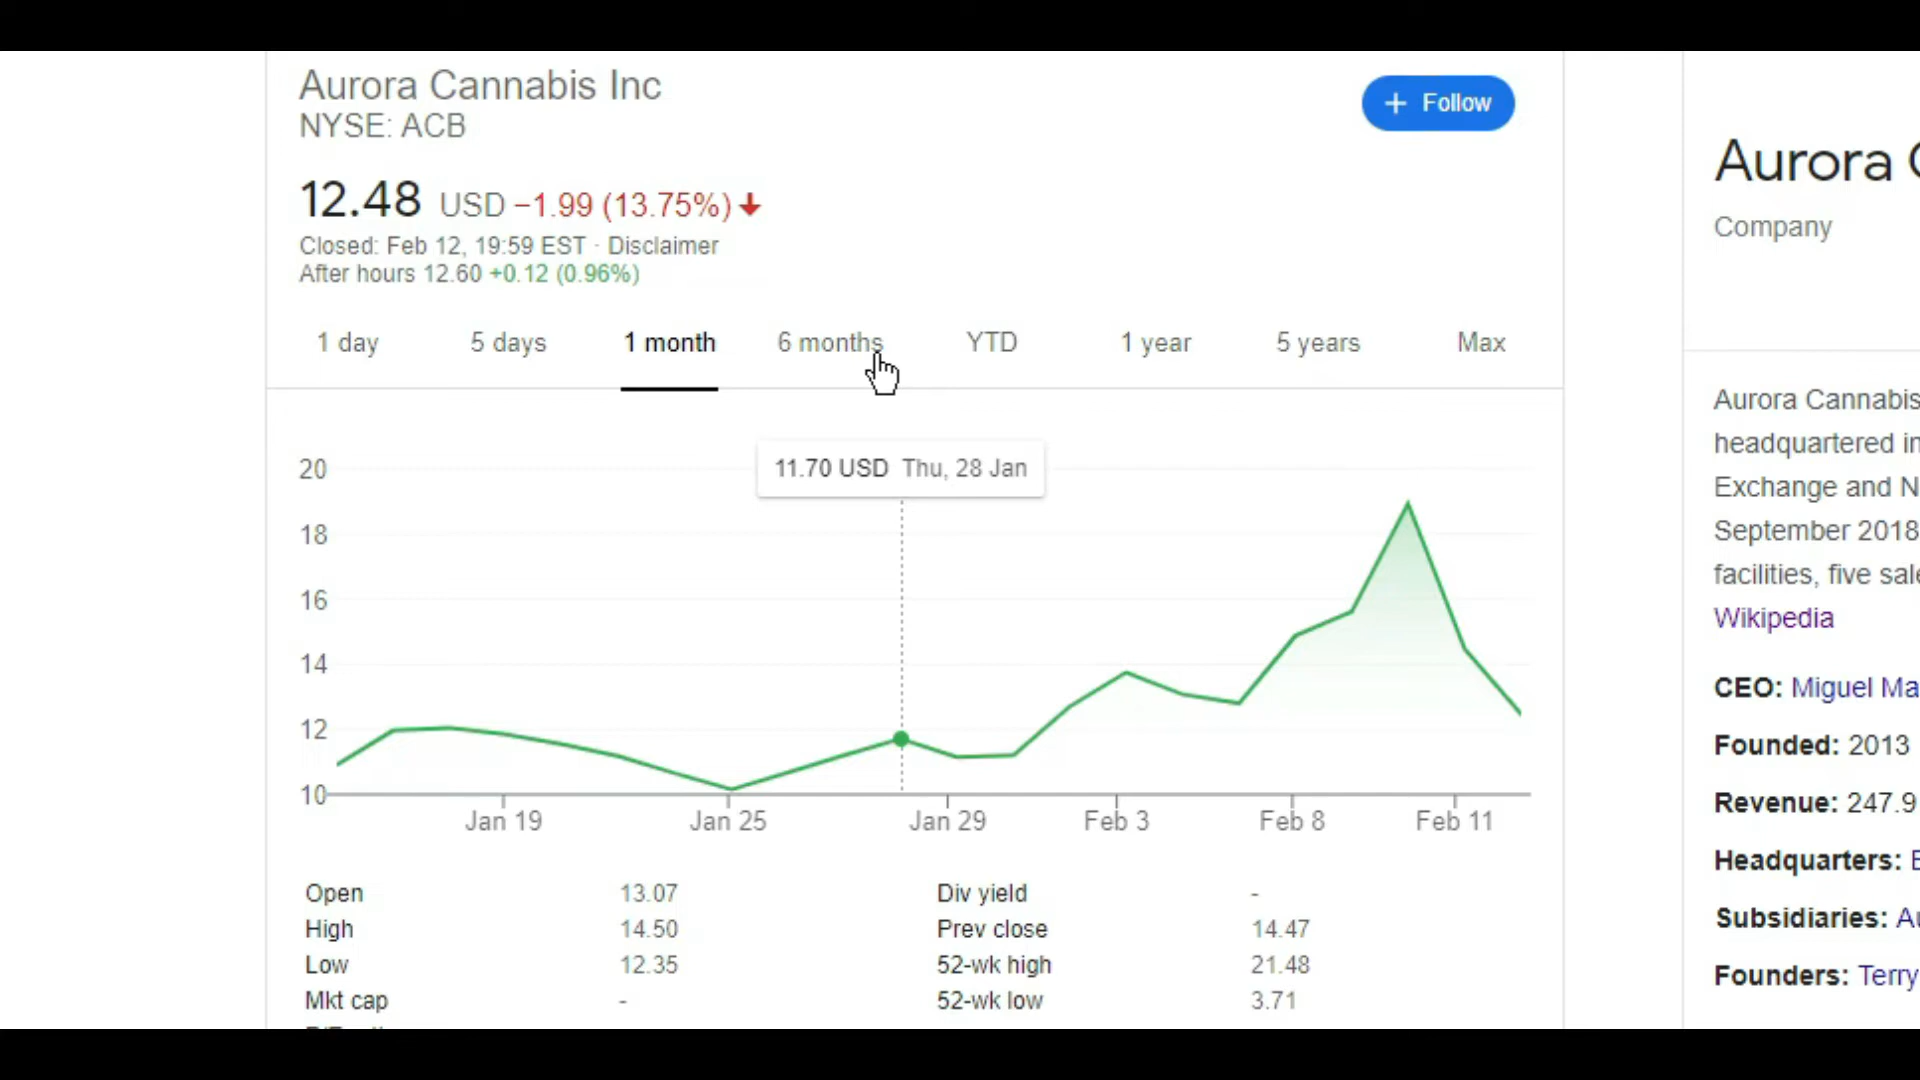 Aurora Cannabis Inc
NYSE: ACB
+ Follow
12.48 USD −1.99 (13.75%)
Closed: Feb 12, 19:59 EST · Disclaimer
After hours 12.60 +0.12 (0.96%)
1 day 5 days 1 month 6 months YTD 1 year 5 years Max
11.70 USD Thu, 28 Jan
20
18
16
14
12
10
Jan 19 Jan 25 Jan 29 Feb 3 Feb 8 Feb 11
Open 13.07 Div yield -
High 14.50 Prev close 14.47
Low 12.35 52-wk high 21.48
Mkt cap - 52-wk low 3.71
Aurora
Company
Aurora Cannabis
headquartered in
Exchange and N
September 2018
facilities, five sale
Wikipedia
CEO: Miguel Ma
Founded: 2013
Revenue: 247.9
Headquarters:
Subsidiaries: Au
Founders: Terry